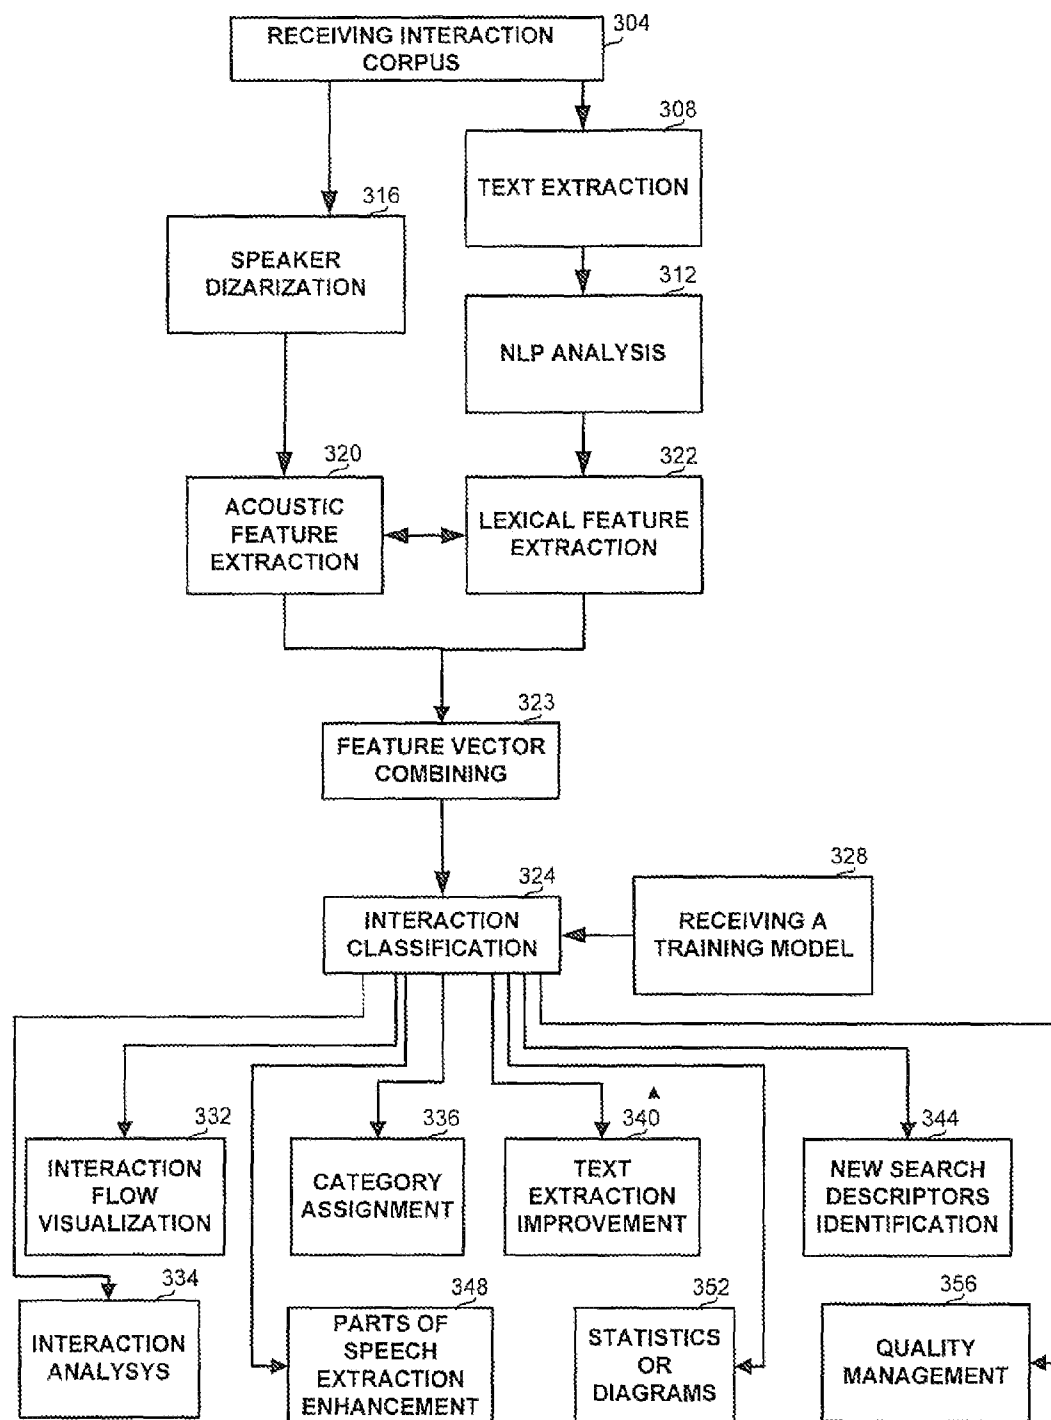 RECEIVING INTERACTION
CORPUS
304
308
TEXT EXTRACTION
316
SPEAKER
DIZARIZATION
312
NLP ANALYSIS
320
ACOUSTIC
FEATURE
EXTRACTION
322
LEXICAL FEATURE
EXTRACTION
323
FEATURE VECTOR
COMBINING
324
INTERACTION
CLASSIFICATION
328
RECEIVING A
TRAINING MODEL
332
INTERACTION
FLOW
VISUALIZATION
336
CATEGORY
ASSIGNMENT
340
TEXT
EXTRACTION
IMPROVEMENT
344
NEW SEARCH
DESCRIPTORS
IDENTIFICATION
334
INTERACTION
ANALYSYS
348
PARTS OF
SPEECH
EXTRACTION
ENHANCEMENT
352
STATISTICS
OR
DIAGRAMS
356
QUALITY
MANAGEMENT